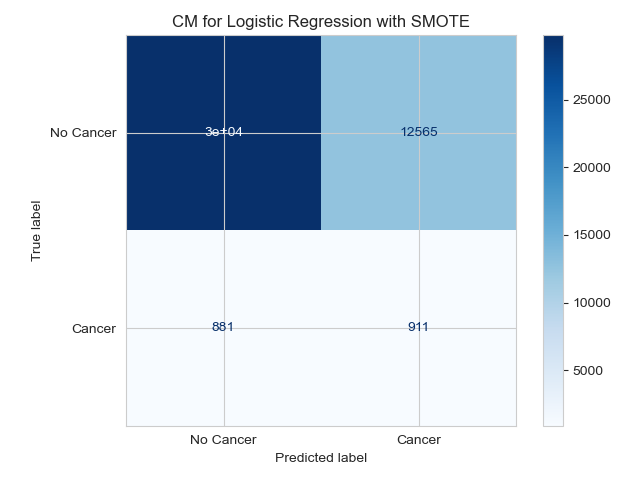 CM for Logistic Regression with SMOTE
No Cancer
3e+04
12565
Cancer
881
911
True label
No Cancer
Cancer
Predicted label
25000
20000
15000
10000
5000